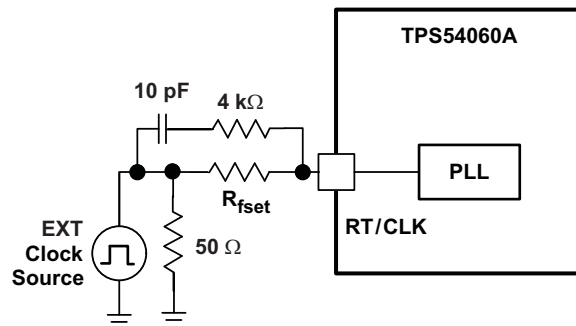 TPS54060A
10 pF
4 kΩ
PLL
R_fset
RT/CLK
EXT
Clock
Source
50 Ω